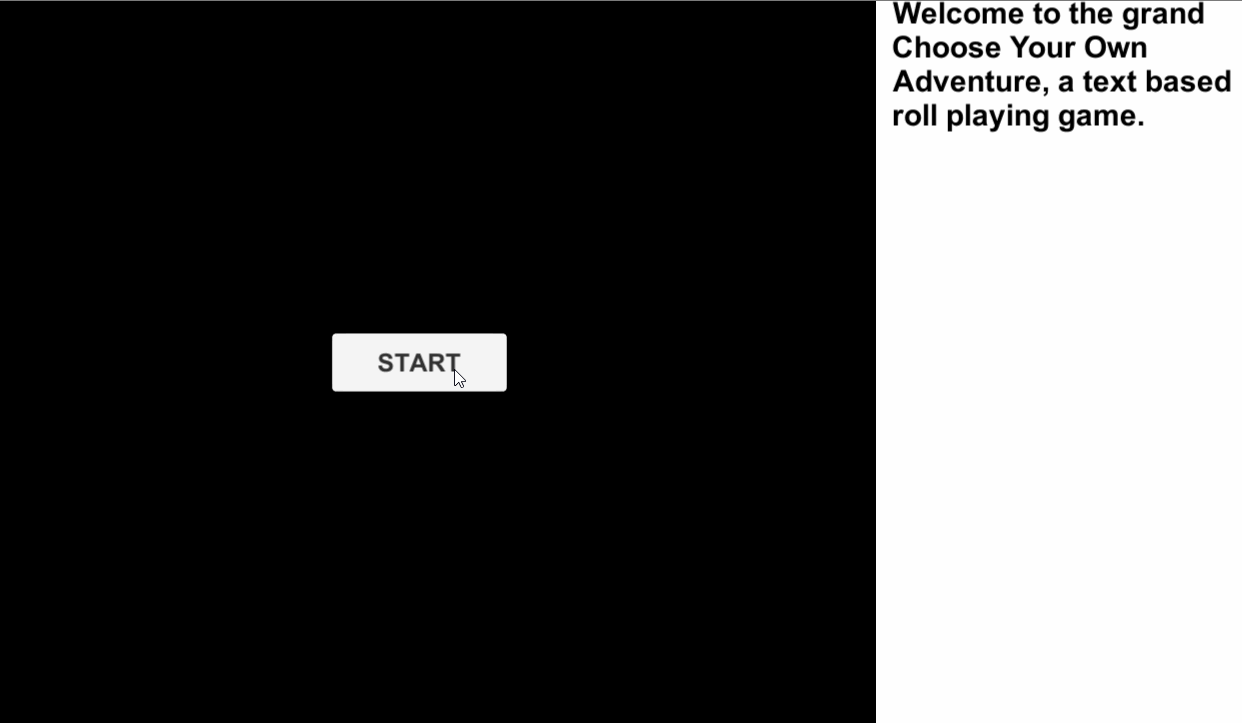 Welcome to the grand
Choose Your Own
Adventure, a text based
roll playing game.
START